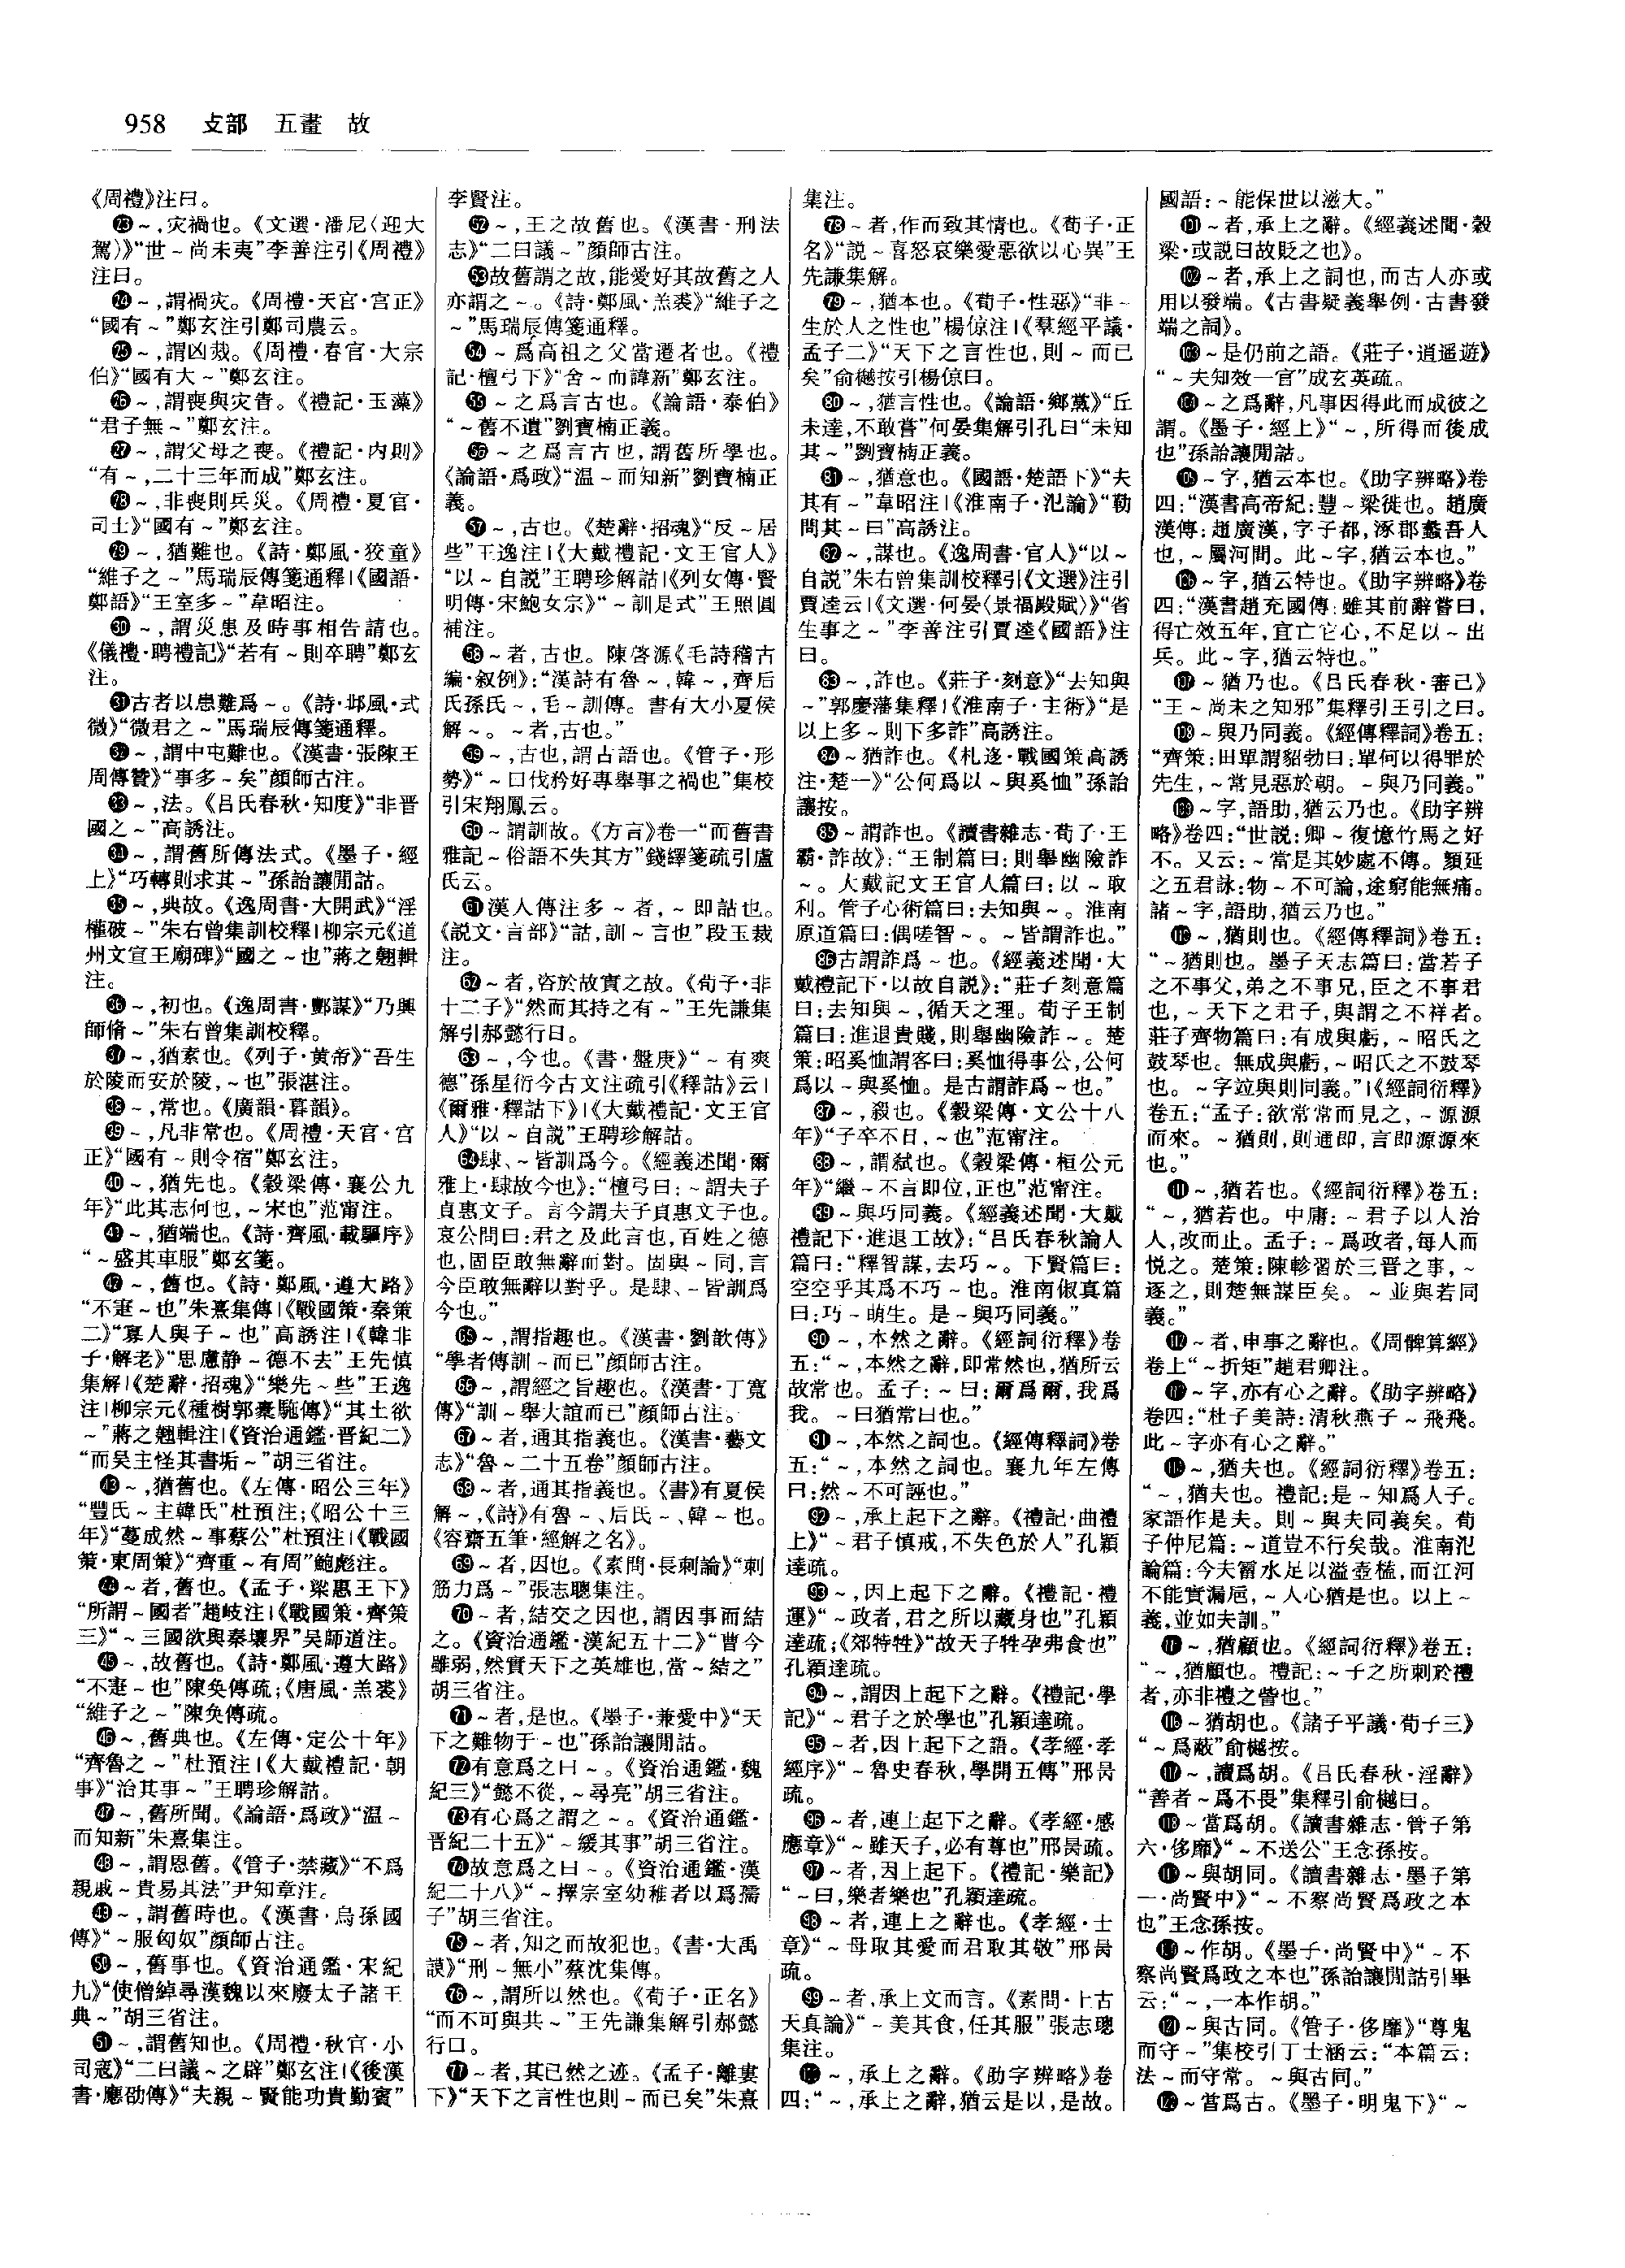 958 攴部 五畫 故
《周禮》注曰。
㉓～,灾禍也。《文選·潘尼〈迎大
駕〉》“世～尚未夷”李善注引《周禮》
注曰。
㉔～,謂禍灾。《周禮·天官·宫正》
“國有～”鄭玄注引鄭司農云。
㉕～,謂凶烖。《周禮·春官·大宗
伯》“國有大～”鄭玄注。
㉖～,謂喪與灾眚。《禮記·玉藻》
“君子無～”鄭玄注。
㉗～,謂父母之喪。《禮記·内則》
“有～,二十三年而成”鄭玄注。
㉘～,非喪則兵災。《周禮·夏官·
司士》“國有～”鄭玄注。
㉙～,猶難也。《詩·鄭風·狡童》
“維子之～”馬瑞辰傳箋通釋|《國語·
鄭語》“王室多～”韋昭注。
㉚～,謂災患及時事相告請也。
《儀禮·聘禮記》“若有～則卒聘”鄭玄
注。
㉛古者以患難爲～。《詩·邶風·式
微》“微君之～”馬瑞辰傳箋通釋。
㉜～,謂中屯難也。《漢書·張陳王
周傳贊》“事多～矣”顔師古注。
㉝～,法。《吕氏春秋·知度》“非晋
國之～”高誘注。
㉞～,謂舊所傳法式。《墨子·經
上》“巧轉則求其～”孫詒讓閒詁。
㉟～,典故。《逸周書·大開武》“淫
權破～”朱右曾集訓校釋|柳宗元《道
州文宣王廟碑》“國之～也”蔣之翹輯
注。
㊱～,初也。《逸周書·酆謀》“乃興
師脩～”朱右曾集訓校釋。
㊲～,猶素也。《列子·黄帝》“吾生
於陵而安於陵,～也”張湛注。
㊳～,常也。《廣韻·暮韻》。
㊴～,凡非常也。《周禮·天官·宫
正》“國有～則令宿”鄭玄注。
㊵～,猶先也。《穀梁傳·襄公九
年》“此其志何也,～宋也”范甯注。
㊶～,猶端也。《詩·齊風·載驅序》
“～盛其車服”鄭玄箋。
㊷～,舊也。《詩·鄭風·遵大路》
“不寁～也”朱熹集傳|《戰國策·秦策
二》“寡人與子～也”高誘注|《韓非
子·解老》“思慮静～德不去”王先慎
集解|《楚辭·招魂》“樂先～些”王逸
注|柳宗元《種樹郭橐駞傳》“其土欲
～”蔣之翹輯注|《資治通鑑·晋紀二》
“而吴主怪其書垢～”胡三省注。
㊸～,猶舊也。《左傳·昭公三年》
“豐氏～主韓氏”杜預注;《昭公十三
年》“蔓成然～事蔡公”杜預注|《戰國
策·東周策》“齊重～有周”鮑彪注。
㊹～者,舊也。《孟子·梁惠王下》
“所謂～國者”趙岐注|《戰國策·齊策
三》“～三國欲與秦壤界”吴師道注。
㊺～,故舊也。《詩·鄭風·遵大路》
“不寁～也”陳奂傳疏;《唐風·羔裘》
“維子之～”陳奂傳疏。
㊻～,舊典也。《左傳·定公十年》
“齊魯之～”杜預注|《大戴禮記·朝
事》“治其事～”王聘珍解詁。
㊼～,舊所聞。《論語·爲政》“温～
而知新”朱熹集注。
㊽～,謂恩舊。《管子·禁藏》“不爲
親戚～貴易其法”尹知章注。
㊾～,謂舊時也。《漢書·烏孫國
傳》“～服匈奴”顔師古注。
㊿～,舊事也。《資治通鑑·宋紀
九》“使僧綽尋漢魏以來廢太子諸王
典～”胡三省注。
51～,謂舊知也。《周禮·秋官·小
司寇》“二曰議～之辟”鄭玄注|《後漢
書·應劭傳》“夫親～賢能功貴勤賓”
李賢注。
52～,王之故舊也。《漢書·刑法
志》“二曰議～”顔師古注。
53故舊謂之故,能愛好其故舊之人
亦謂之～。《詩·鄭風·羔裘》“維子之
～”馬瑞辰傳箋通釋。
54～爲高祖之父當遷者也。《禮
記·檀弓下》“舍～而諱新”鄭玄注。
55～之爲言古也。《論語·泰伯》
“～舊不遺”劉寶楠正義。
56～之爲言古也,謂舊所學也。
《論語·爲政》“温～而知新”劉寶楠正
義。
57～,古也。《楚辭·招魂》“反～居
些”王逸注|《大戴禮記·文王官人》
“以～自説”王聘珍解詁|《列女傳·賢
明傳·宋鮑女宗》“～訓是式”王照圓
補注。
58～者,古也。陳啓源《毛詩稽古
編·叙例》：“漢詩有魯～,韓～,齊后
氏孫氏～,毛～訓傳。書有大小夏侯
解～。～者,古也。”
59～,古也,謂古語也。《管子·形
勢》“～曰伐矜好專舉事之禍也”集校
引宋翔鳳云。
60～謂訓故。《方言》卷一“而舊書
雅記～俗語不失其方”錢繹箋疏引盧
氏云。
61漢人傳注多～者,～即詁也。
《説文·言部》“詁,訓～言也”段玉裁
注。
62～者,咨於故實之故。《荀子·非
十二子》“然而其持之有～”王先謙集
解引郝懿行曰。
63～,今也。《書·盤庚》“～有爽
德”孫星衍今古文注疏引《釋詁》云|
《爾雅·釋詁下》|《大戴禮記·文王官
人》“以～自説”王聘珍解詁。
64肆、～皆訓爲今。《經義述聞·爾
雅上·肆故今也》：“檀弓曰：～謂夫子
貞惠文子。言今謂夫子貞惠文子也。
哀公問曰：君之及此言也,百姓之德
也,固臣敢無辭而對。固與～同,言
今臣敢無辭以對乎。是肆、～皆訓爲
今也。”
65～,謂指趣也。《漢書·劉歆傳》
“學者傳訓～而已”顔師古注。
66～,謂經之旨趣也。《漢書·丁寬
傳》“訓～舉大誼而已”顔師古注。
67～者,通其指義也。《漢書·藝文
志》“魯～二十五卷”顔師古注。
68～者,通其指義也。《書》有夏侯
解～,《詩》有魯～、后氏～、韓～也。
《容齋五筆·經解之名》。
69～者,因也。《素問·長刺論》“刺
筋力爲～”張志聰集注。
70～者,結交之因也,謂因事而結
之。《資治通鑑·漢紀五十二》“曹今
雖弱,然實天下之英雄也,當～結之”
胡三省注。
71～者,是也。《墨子·兼愛中》“天
下之難物于～也”孫詒讓閒詁。
72有意爲之曰～。《資治通鑑·魏
紀三》“懿不從,～尋亮”胡三省注。
73有心爲之謂之～。《資治通鑑·
晋紀二十五》“～緩其事”胡三省注。
74故意爲之曰～。《資治通鑑·漢
紀二十八》“～擇宗室幼稚者以爲孺
子”胡三省注。
75～者,知之而故犯也。《書·大禹
謨》“刑～無小”蔡沈集傳。
76～,謂所以然也。《荀子·正名》
“而不可與共～”王先謙集解引郝懿
行曰。
77～者,其已然之迹。《孟子·離婁
下》“天下之言性也則～而已矣”朱熹
集注。
78～者,作而致其情也。《荀子·正
名》“説～喜怒哀樂愛惡欲以心異”王
先謙集解。
79～,猶本也。《荀子·性惡》“非～
生於人之性也”楊倞注|《羣經平議·
孟子二》“天下之言性也,則～而已
矣”俞樾按引楊倞曰。
80～,猶言性也。《論語·鄉黨》“丘
未達,不敢嘗”何晏集解引孔曰“未知
其～”劉寶楠正義。
81～,猶意也。《國語·楚語下》“夫
其有～”韋昭注|《淮南子·氾論》“勒
問其～曰”高誘注。
82～,謀也。《逸周書·官人》“以～
自説”朱右曾集訓校釋引《文選》注引
賈逵云|《文選·何晏〈景福殿賦〉》“省
生事之～”李善注引賈逵《國語》注
曰。
83～,詐也。《莊子·刻意》“去知與
～”郭慶藩集釋|《淮南子·主術》“是
以上多～則下多詐”高誘注。
84～猶詐也。《札迻·戰國策高誘
注·楚一》“公何爲以～與奚恤”孫詒
讓按。
85～謂詐也。《讀書雜志·荀子·王
霸·詐故》：“王制篇曰：則舉幽險詐
～。大戴記文王官人篇曰：以～取
利。管子心術篇曰：去知與～。淮南
原道篇曰：偶𥈭智～。～皆謂詐也。”
86古謂詐爲～也。《經義述聞·大
戴禮記下·以故自説》：“莊子刻意篇
曰：去知與～,循天之理。荀子王制
篇曰：進退貴賤,則舉幽險詐～。楚
策：昭奚恤謂客曰：奚恤得事公,公何
爲以～與奚恤。是古謂詐爲～也。”
87～,殺也。《穀梁傳·文公十八
年》“子卒不日,～也”范甯注。
88～,謂弑也。《穀梁傳·桓公元
年》“繼～不言即位,正也”范甯注。
89～與巧同義。《經義述聞·大戴
禮記下·進退工故》：“吕氏春秋論人
篇曰：“釋智謀,去巧～。下賢篇曰：
空空乎其爲不巧～也。淮南俶真篇
曰：巧～萌生。是～與巧同義。”
90～,本然之辭。《經詞衍釋》卷
五：“～,本然之辭,即常然也,猶所云
故常也。孟子：～曰：爾爲爾,我爲
我。～曰猶常曰也。”
91～,本然之詞也。《經傳釋詞》卷
五：“～,本然之詞也。襄九年左傳
曰：然～不可誣也。”
92～,承上起下之辭。《禮記·曲禮
上》“～君子慎戒,不失色於人”孔穎
達疏。
93～,因上起下之辭。《禮記·禮
運》“～政者,君之所以藏身也”孔穎
達疏;《郊特牲》“故天子牲孕弗食也”
孔穎達疏。
94～,謂因上起下之辭。《禮記·學
記》“～君子之於學也”孔穎達疏。
95～者,因上起下之語。《孝經·孝
經序》“～魯史春秋,學開五傳”邢昺
疏。
96～者,連上起下之辭。《孝經·感
應章》“～雖天子,必有尊也”邢昺疏。
97～者,因上起下。《禮記·樂記》
“～曰,樂者樂也”孔穎達疏。
98～者,連上之辭也。《孝經·士
章》“～母取其愛而君取其敬”邢昺
疏。
99～者,承上文而言。《素問·上古
天真論》“～美其食,任其服”張志聰
集注。
100～,承上之辭。《助字辨略》卷
四：“～,承上之辭,猶云是以,是故。
國語：～能保世以滋大。”
101～者,承上之辭。《經義述聞·穀
梁·或説曰故貶之也》。
102～者,承上之詞也,而古人亦或
用以發端。《古書疑義舉例·古書發
端之詞》。
103～是仍前之語。《莊子·逍遥遊》
“～夫知效一官”成玄英疏。
104～之爲辭,凡事因得此而成彼之
謂。《墨子·經上》“～,所得而後成
也”孫詒讓閒詁。
105～字,猶云本也。《助字辨略》卷
四：“漢書高帝紀：豐～梁徙也。趙廣
漢傳：趙廣漢,字子都,涿郡蠡吾人
也,～屬河間。此～字,猶云本也。”
106～字,猶云特也。《助字辨略》卷
四：“漢書趙充國傳：雖其前辭嘗曰,
得亡效五年,宜亡它心,不足以～出
兵。此～字,猶云特也。”
107～猶乃也。《吕氏春秋·審己》
“王～尚未之知邪”集釋引王引之曰。
108～與乃同義。《經傳釋詞》卷五：
“齊策：田單謂貂勃曰：單何以得罪於
先生,～常見惡於朝。～與乃同義。”
109～字,語助,猶云乃也。《助字辨
略》卷四：“世説：卿～復憶竹馬之好
不。又云：～當是其妙處不傳。顔延
之五君詠：物～不可論,途窮能無痛。
諸～字,語助,猶云乃也。”
110～,猶則也。《經傳釋詞》卷五：
“～猶則也。墨子天志篇曰：當若子
之不事父,弟之不事兄,臣之不事君
也,～天下之君子,與謂之不祥者。
莊子齊物篇曰：有成與虧,～昭氏之
鼓琴也。無成與虧,～昭氏之不鼓琴
也。～字竝與則同義。”|《經詞衍釋》
卷五：“孟子：欲常常而見之,～源源
而來。～猶則,則通即,言即源源來
也。”
111～,猶若也。《經詞衍釋》卷五：
“～,猶若也。中庸：～君子以人治
人,改而止。孟子：～爲政者,每人而
悦之。楚策：陳軫習於三晋之事,～
逐之,則楚無謀臣矣。～並與若同
義。”
112～者,申事之辭也。《周髀算經》
卷上“～折矩”趙君卿注。
113～字,亦有心之辭。《助字辨略》
卷四：“杜子美詩：清秋燕子～飛飛。
此～字亦有心之辭。”
114～,猶夫也。《經詞衍釋》卷五：
“～,猶夫也。禮記：是～知爲人子。
家語作是夫。則～與夫同義矣。荀
子仲尼篇：～道豈不行矣哉。淮南氾
論篇：今夫霤水足以溢壺榼,而江河
不能實漏巵,～人心猶是也。以上～
義,並如夫訓。”
115～,猶顧也。《經詞衍釋》卷五：
“～,猶顧也。禮記：～子之所刺於禮
者,亦非禮之訾也。”
116～猶胡也。《諸子平議·荀子三》
“～爲蔽”俞樾按。
117～,讀爲胡。《吕氏春秋·淫辭》
“善者～爲不畏”集釋引俞樾曰。
118～當爲胡。《讀書雜志·管子第
六·侈靡》“～不送公”王念孫按。
119～與胡同。《讀書雜志·墨子第
一·尚賢中》“～不察尚賢爲政之本
也”王念孫按。
120～作胡。《墨子·尚賢中》“～不
察尚賢爲政之本也”孫詒讓閒詁引畢
云：“～,一本作胡。”
121～與古同。《管子·侈靡》“尊鬼
而守～”集校引丁士涵云：“本篇云：
法～而守常。～與古同。”
122～當爲古。《墨子·明鬼下》“～